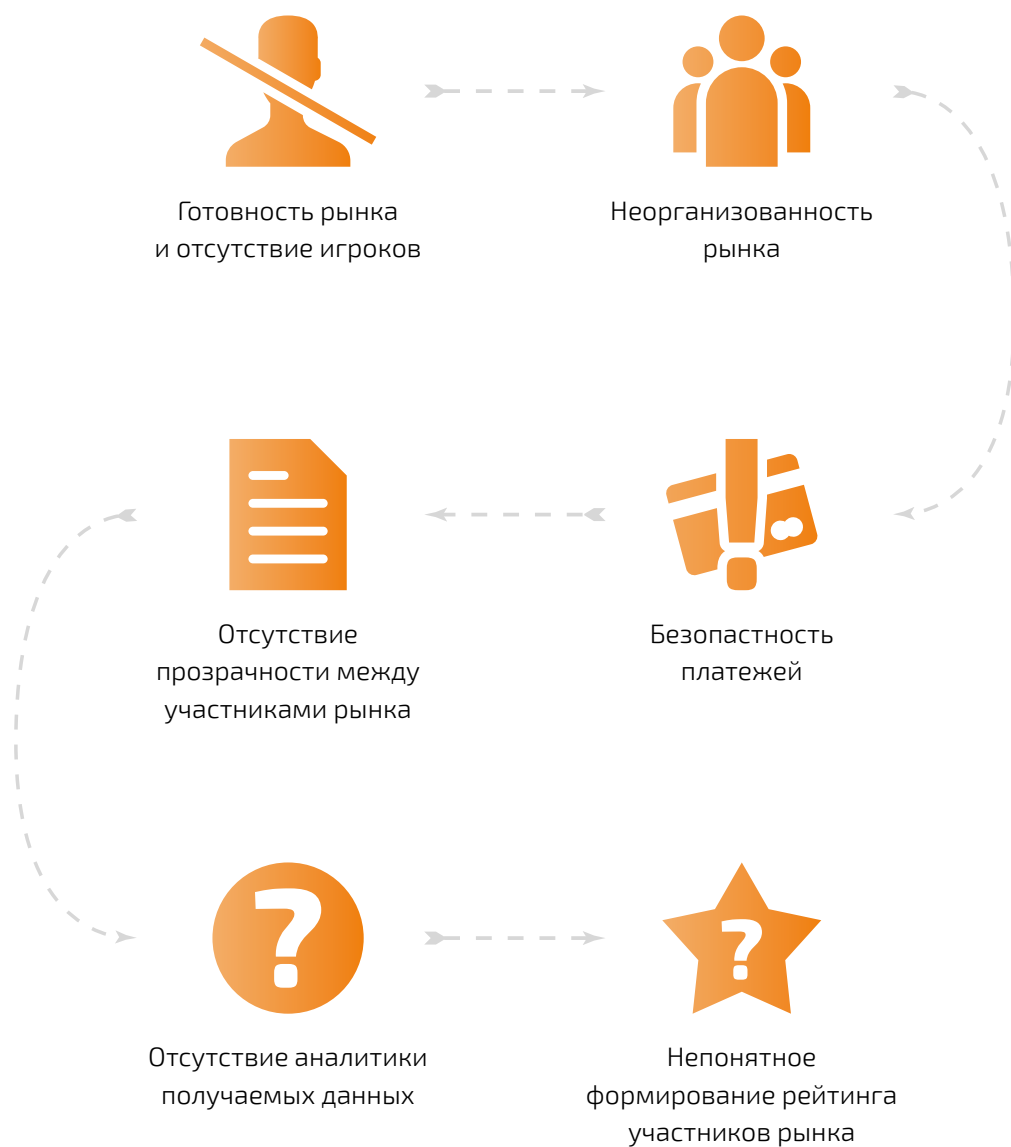 Готовность рынка
и отсутствие игроков
Неорганизованность
рынка
Безопастность
платежей
Отсутствие
прозрачности между
участниками рынка
Отсутствие аналитики
получаемых данных
Непонятное
формирование рейтинга
участников рынка